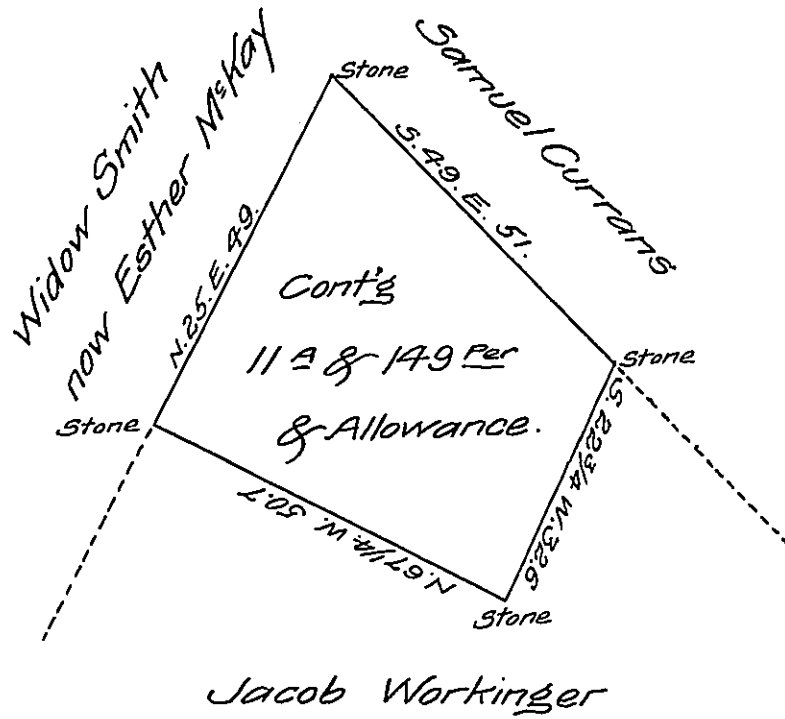 Widow Smith
now Esther McKay
Samuel Currans
Stone
N.25.E.49.
S.49.E.51.
Cont'g
11 A & 149 Per
& Allowance.
Stone
S.22 3/4 W.32.6
Stone
N.67 1/4.W.50.7
Stone
Jacob Workinger